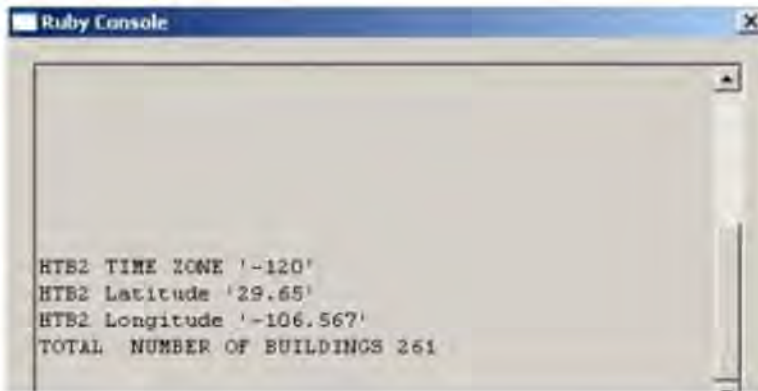 Ruby Console
HTB2 TIME ZONE '-120'
HTB2 Latitude '29.65'
HTB2 Longitude '-106.567'
TOTAL  NUMBER OF BUILDINGS 261